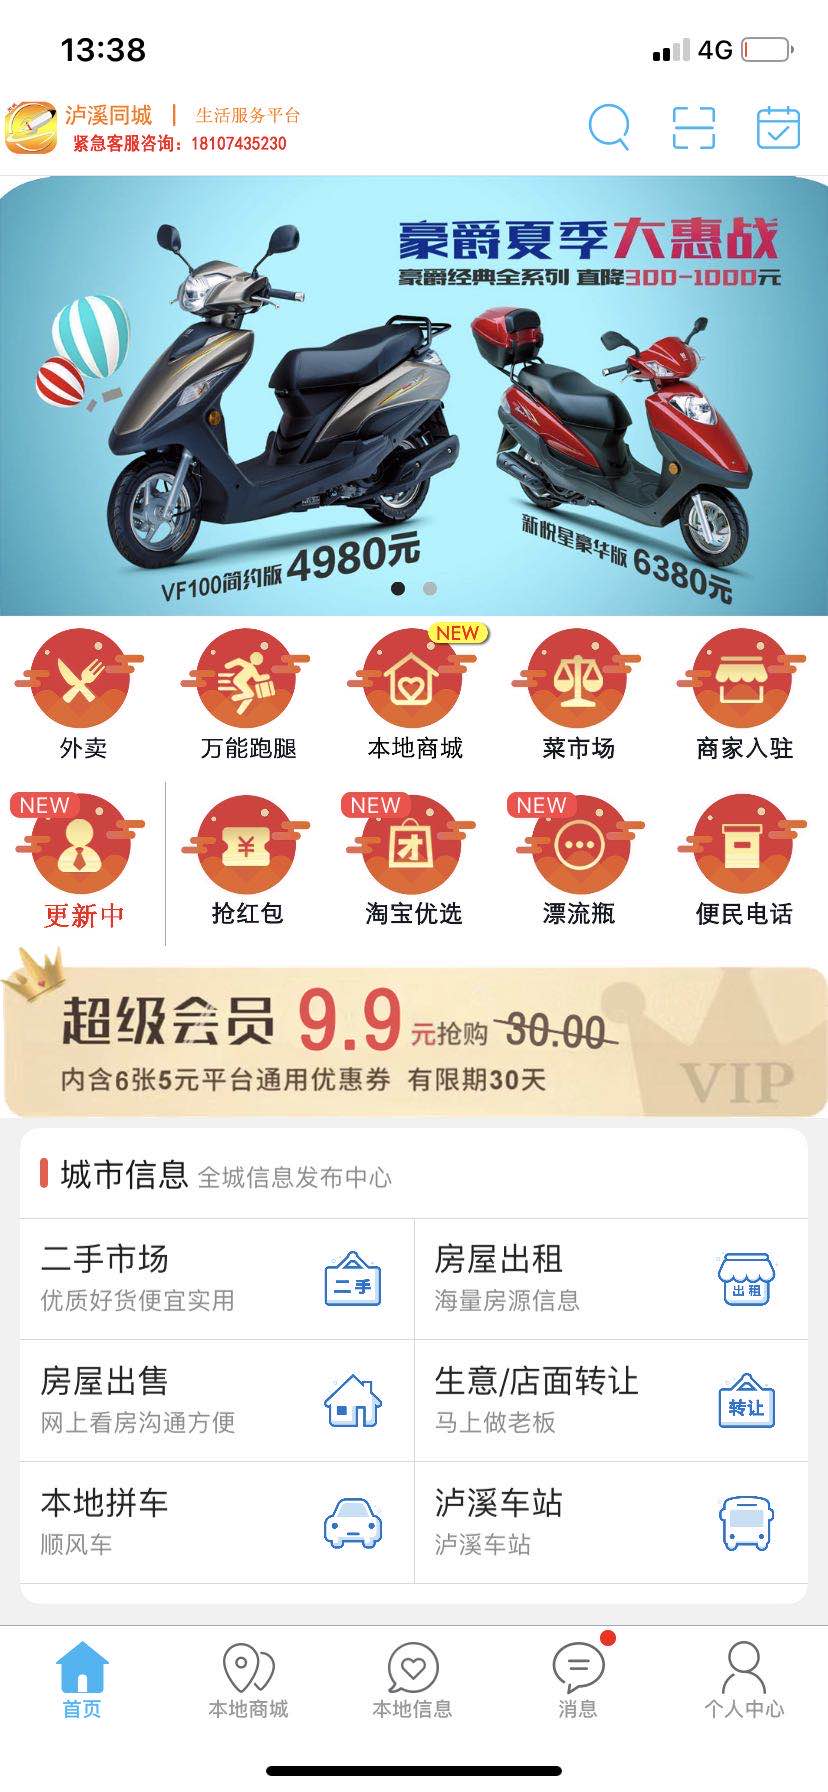 13:38
4G
泸溪同城 | 生活服务平台
紧急客服咨询：18107435230
豪爵夏季大惠战
豪爵经典全系列 直降300-1000元
VF100简约版 4980元
新悦星豪华版 6380元
NEW
外卖
万能跑腿
本地商城
菜市场
商家入驻
NEW
NEW
NEW
¥
团
更新中
抢红包
淘宝优选
漂流瓶
便民电话
超级会员 9.9元抢购 30.00
内含6张5元平台通用优惠券 有限期30天
VIP
城市信息 全城信息发布中心
二手市场
优质好货便宜实用
二手
房屋出租
海量房源信息
出租
房屋出售
网上看房沟通方便
生意/店面转让
马上做老板
转让
本地拼车
顺风车
泸溪车站
泸溪车站
首页
本地商城
本地信息
消息
个人中心